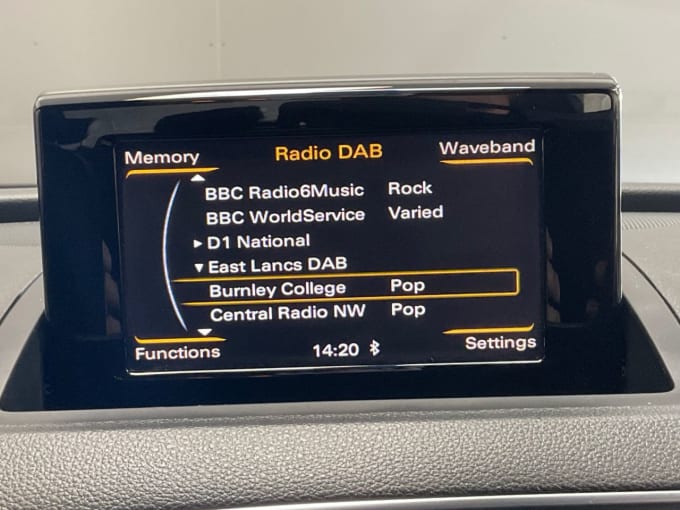 Memory Radio DAB Waveband
BBC Radio6Music Rock
BBC WorldService Varied
▸ D1 National
▾ East Lancs DAB
Burnley College Pop
Central Radio NW Pop
Functions 14:20 Settings